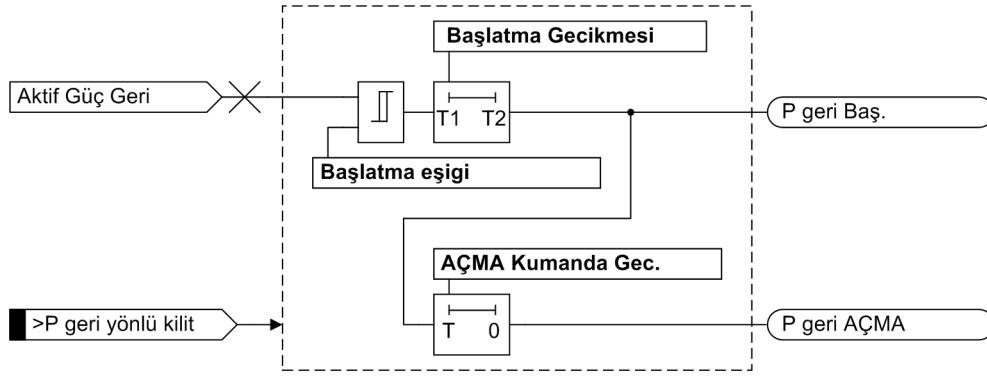 Başlatma Gecikmesi
Aktif Güç Geri
T1 T2
P geri Baş.
Başlatma eşigi
AÇMA Kumanda Gec.
>P geri yönlü kilit
T 0
P geri AÇMA